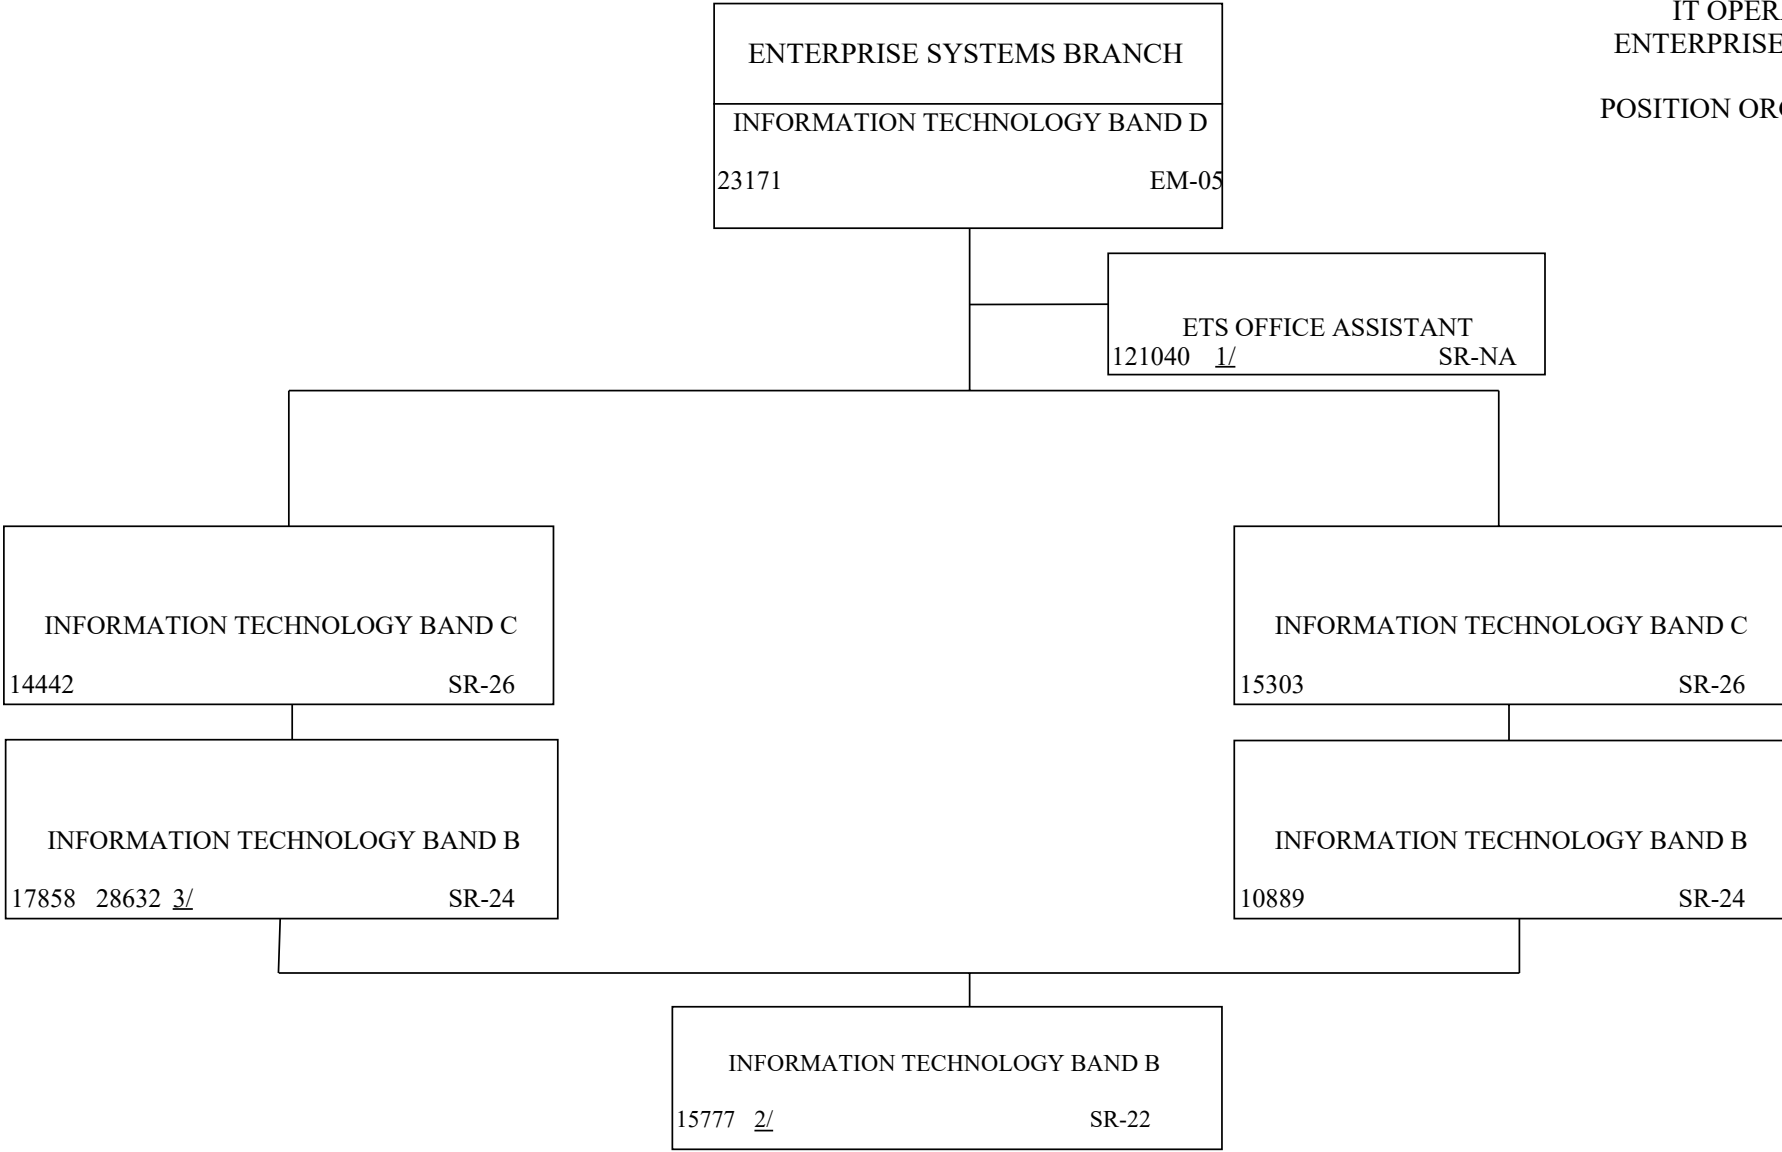 IT OPERA
ENTERPRISE
POSITION ORG
ENTERPRISE SYSTEMS BRANCH
INFORMATION TECHNOLOGY BAND D
23171 EM-05
ETS OFFICE ASSISTANT
121040 1/ SR-NA
INFORMATION TECHNOLOGY BAND C
14442 SR-26
INFORMATION TECHNOLOGY BAND C
15303 SR-26
INFORMATION TECHNOLOGY BAND B
17858 28632 3/ SR-24
INFORMATION TECHNOLOGY BAND B
10889 SR-24
INFORMATION TECHNOLOGY BAND B
15777 2/ SR-22